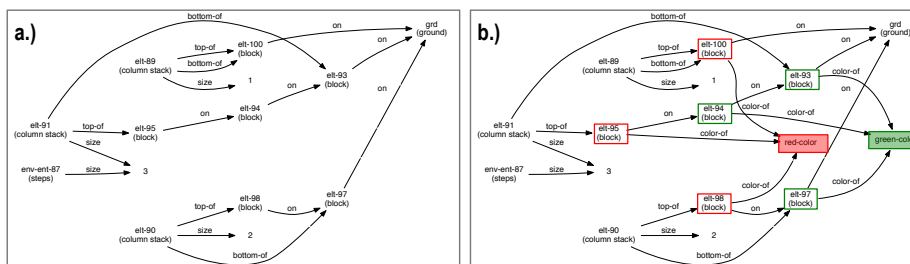 a.)
bottom-of
on
grd
(ground)
top-of
elt-100
(block)
on
elt-89
(column stack)
bottom-of
elt-93
(block)
size
1
on
elt-94
(block)
on
on
elt-91
(column stack)
top-of
elt-95
(block)
size
env-ent-87
(steps)
size
3
elt-97
(block)
elt-98
(block)
top-of
on
elt-90
(column stack)
size
2
bottom-of
b.)
bottom-of
on
grd
(ground)
top-of
elt-100
(block)
on
elt-89
(column stack)
bottom-of
elt-93
(block)
color-of
size
1
on
on
elt-94
(block)
color-of
color-of
on
elt-91
(column stack)
top-of
elt-95
(block)
color-of
red-color
green-col
size
env-ent-87
(steps)
size
3
color-of
elt-97
(block)
color-of
elt-98
(block)
top-of
on
elt-90
(column stack)
size
2
bottom-of